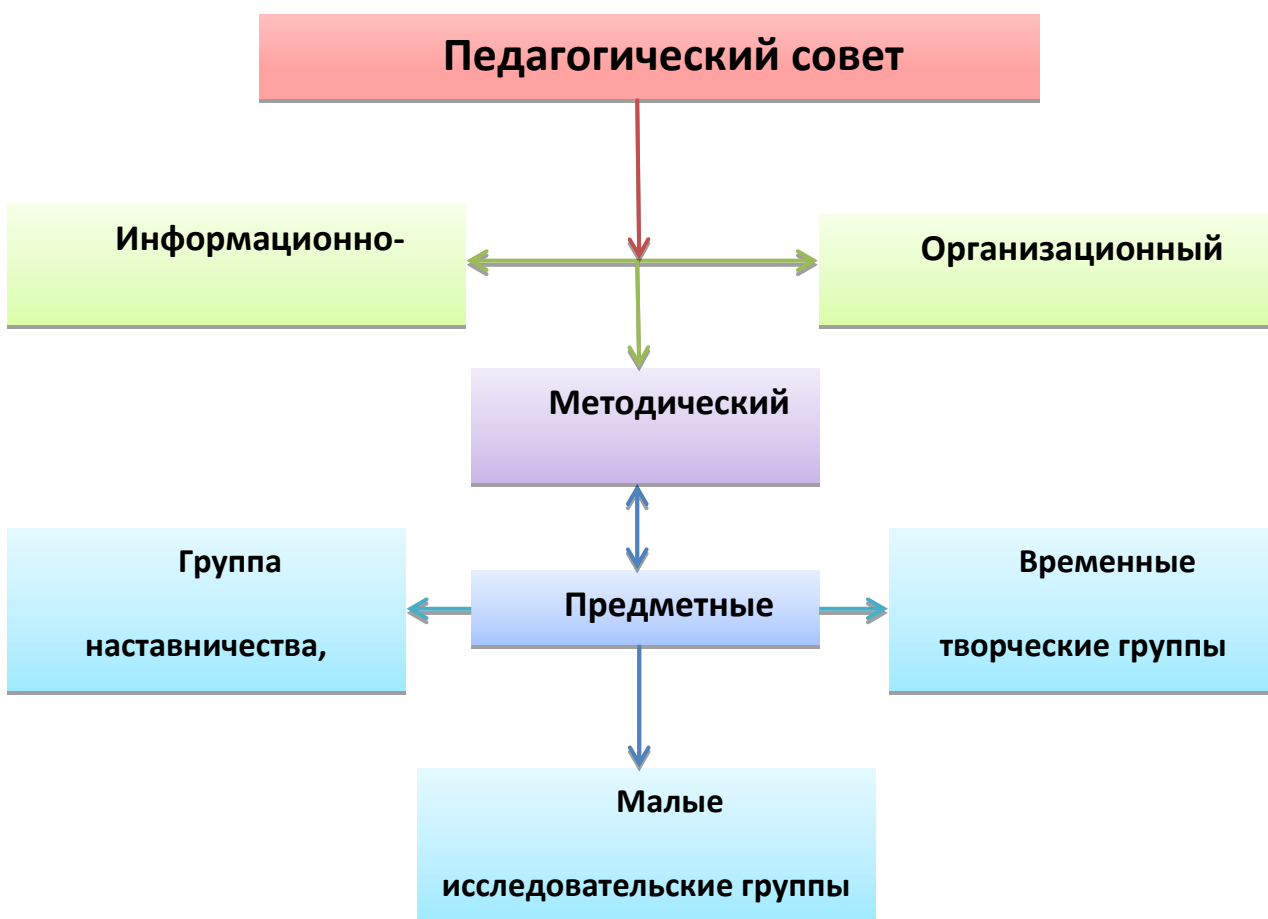 Педагогический совет
Информационно-
Организационный
Методический
Группа
наставничества,
Предметные
Временные
творческие группы
Малые
исследовательские группы